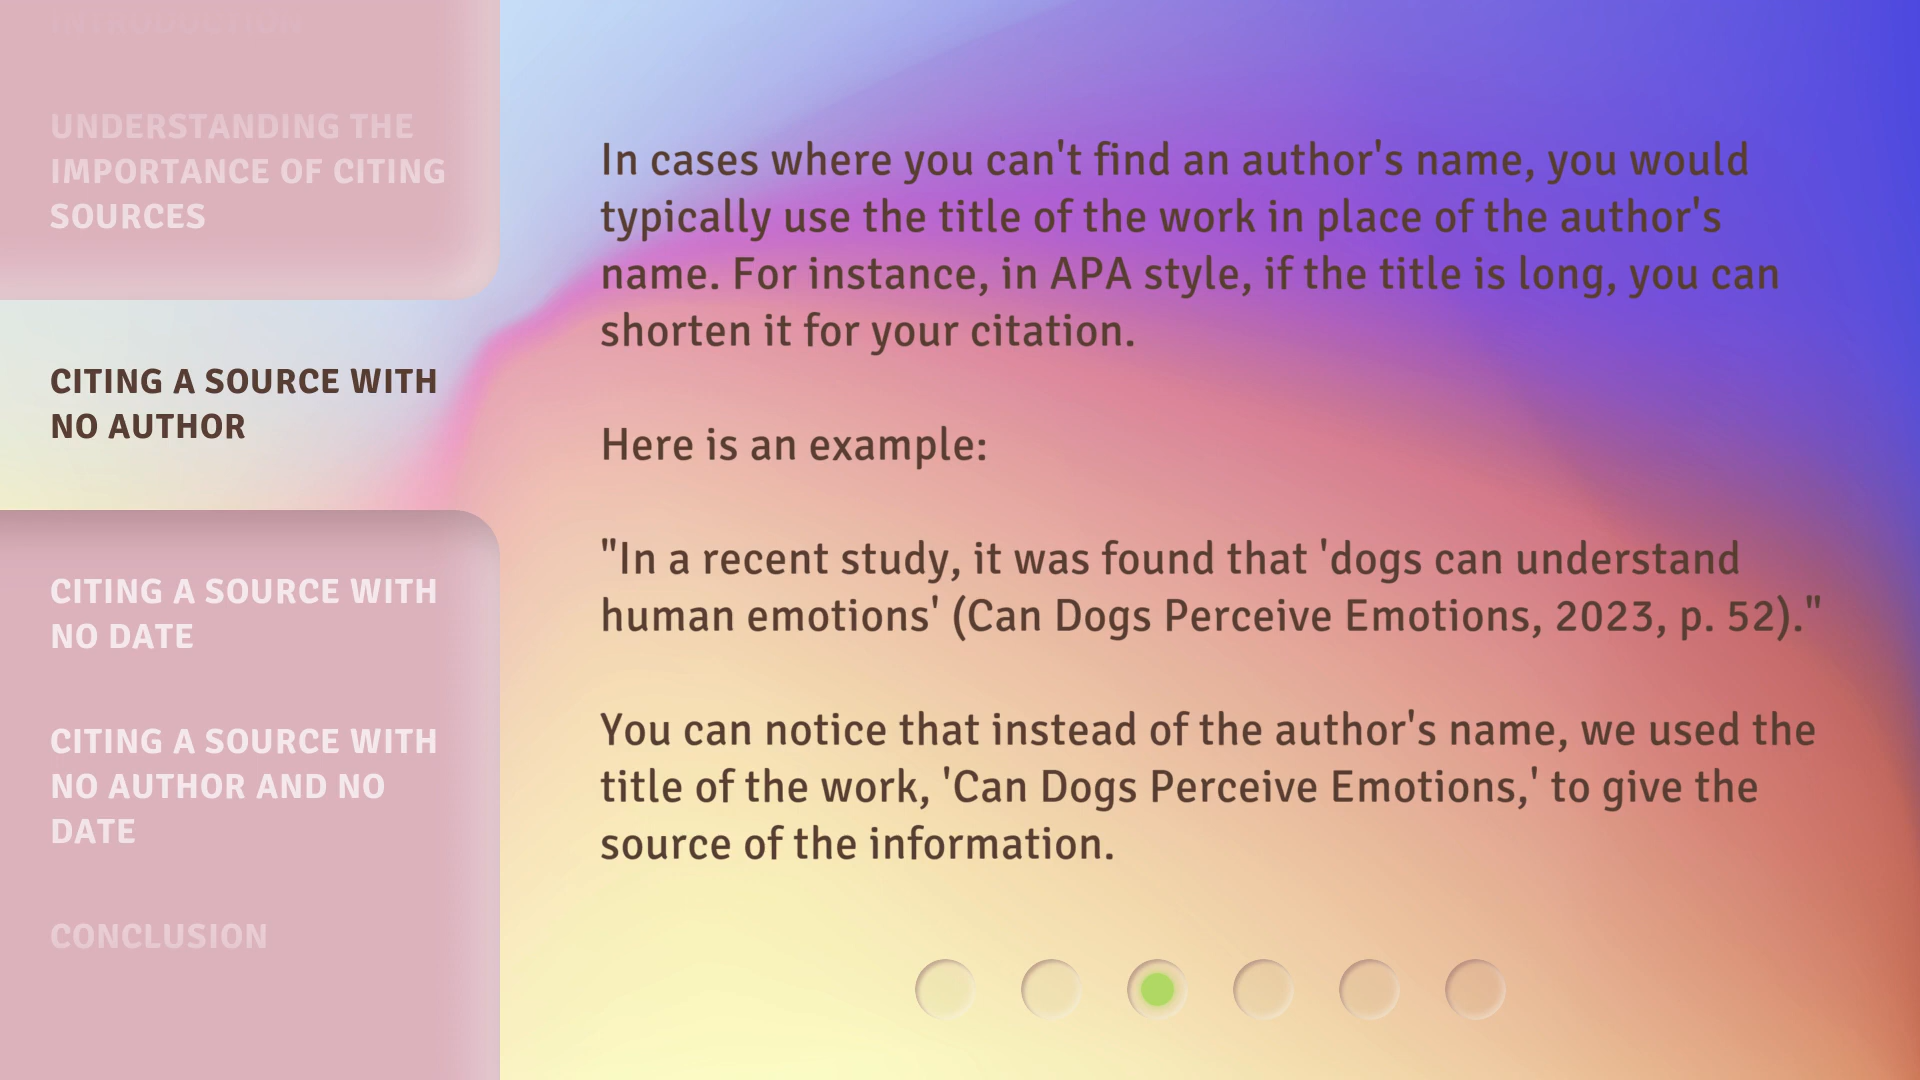 INTRODUCTION
UNDERSTANDING THE
IMPORTANCE OF CITING
SOURCES
CITING A SOURCE WITH
NO AUTHOR
CITING A SOURCE WITH
NO DATE
CITING A SOURCE WITH
NO AUTHOR AND NO
DATE
CONCLUSION
In cases where you can't find an author's name, you would
typically use the title of the work in place of the author's
name. For instance, in APA style, if the title is long, you can
shorten it for your citation.
Here is an example:
"In a recent study, it was found that 'dogs can understand
human emotions' (Can Dogs Perceive Emotions, 2023, p. 52)."
You can notice that instead of the author's name, we used the
title of the work, 'Can Dogs Perceive Emotions,' to give the
source of the information.